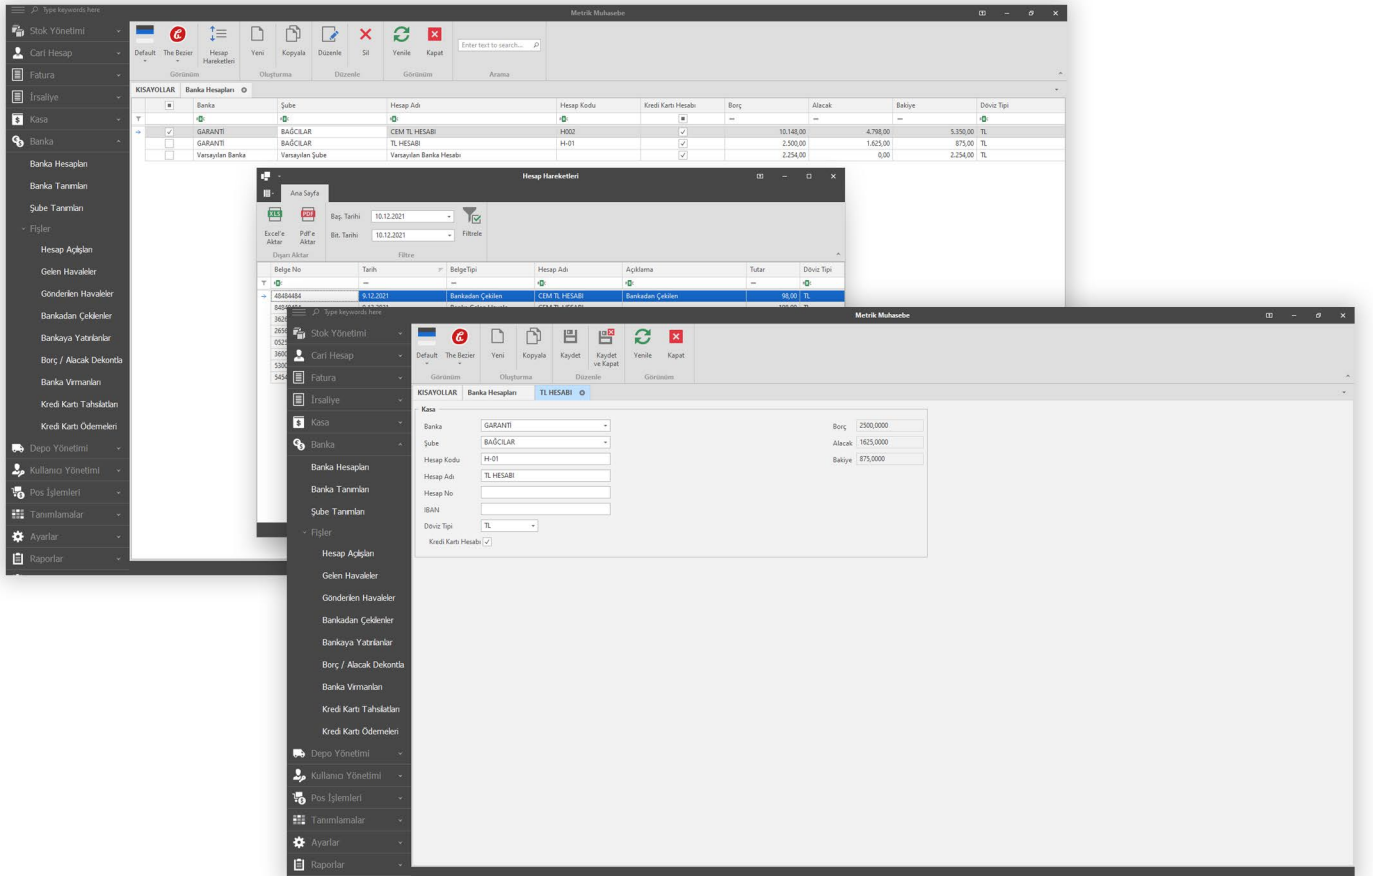 Type keywords here
Metrik Muhasebe
Stok Yönetimi
Cari Hesap
Fatura
İrsaliye
Kasa
Banka
Banka Hesapları
Banka Tanımları
Şube Tanımları
Fişler
Hesap Açılışları
Gelen Havaleler
Gönderilen Havaleler
Bankadan Çekilenler
Bankaya Yatırılanlar
Borç / Alacak Dekontla
Banka Virmanları
Kredi Kartı Tahsilatları
Kredi Kartı Ödemeleri
Depo Yönetimi
Kullanıcı Yönetimi
Pos İşlemleri
Tanımlamalar
Ayarlar
Raporlar
Default The Bezier Hesap Hareketleri Yeni Kopyala Düzenle Sil Yenile Kapat Enter text to search...
Görünüm Oluşturma Düzenle Görünüm Arama
KISAYOLLAR Banka Hesapları
Banka Şube Hesap Adı Hesap Kodu Kredi Kartı Hesabı Borç Alacak Bakiye Döviz Tipi
GARANTİ BAĞCILAR CEM TL HESABI H002 10.148,00 4.798,00 5.350,00 TL
GARANTİ BAĞCILAR TL HESABI H-01 2.500,00 1.625,00 875,00 TL
Varsayılan Banka Varsayılan Şube Varsayılan Banka Hesabı 2.254,00 0,00 2.254,00 TL
Hesap Hareketleri
Ana Sayfa
XLS PDF Baş. Tarihi 10.12.2021
Excel'e Aktar Pdf'e Aktar Bit. Tarihi 10.12.2021 Filtrele
Dışarı Aktar Filtre
Belge No Tarih BelgeTipi Hesap Adı Açıklama Tutar Döviz Tipi
48484484 9.12.2021 Bankadan Çekilen CEM TL HESABI Bankadan Çekilen 98,00 TL
Type keywords here
Metrik Muhasebe
Stok Yönetimi
Cari Hesap
Fatura
İrsaliye
Kasa
Banka
Banka Hesapları
Banka Tanımları
Şube Tanımları
Fişler
Hesap Açılışları
Gelen Havaleler
Gönderilen Havaleler
Bankadan Çekilenler
Bankaya Yatırılanlar
Borç / Alacak Dekontla
Banka Virmanları
Kredi Kartı Tahsilatları
Kredi Kartı Ödemeleri
Depo Yönetimi
Kullanıcı Yönetimi
Pos İşlemleri
Tanımlamalar
Ayarlar
Raporlar
Default The Bezier Yeni Kopyala Kaydet Kaydet ve Kapat Yenile Kapat
Görünüm Oluşturma Düzenle Görünüm
KISAYOLLAR Banka Hesapları TL HESABI
Kasa
Banka GARANTİ Borç 2500,0000
Şube BAĞCILAR Alacak 1625,0000
Hesap Kodu H-01 Bakiye 875,0000
Hesap Adı TL HESABI
Hesap No
IBAN
Döviz Tipi TL
Kredi Kartı Hesabı